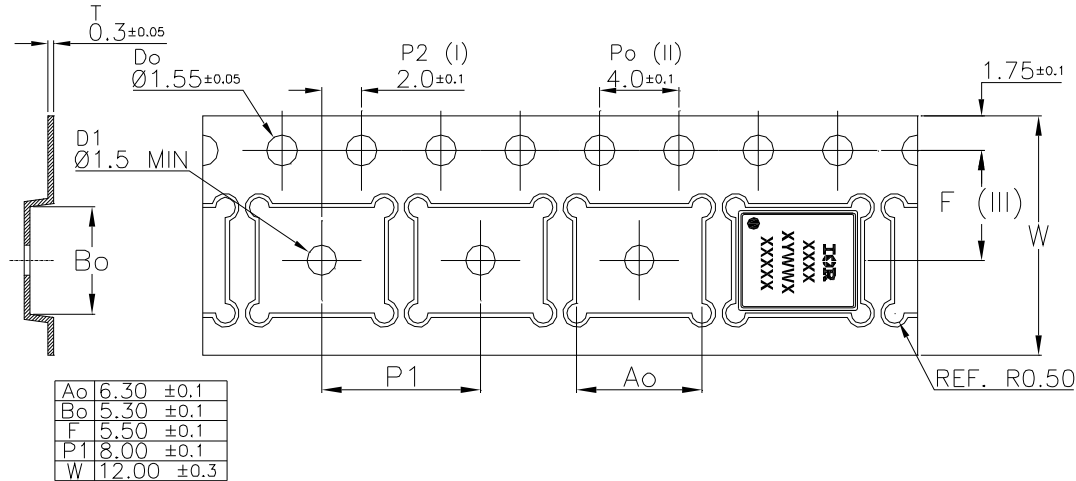 T
0.3±0.05
Do
Ø1.55±0.05
P2 (I)
2.0±0.1
Po (II)
4.0±0.1
1.75±0.1
D1
Ø1.5 MIN
F (III)
W
Bo
IOR
XXXX
XYWWX
XXXXX
P1
Ao
REF. R0.50
Ao 6.30 ±0.1
Bo 5.30 ±0.1
F 5.50 ±0.1
P1 8.00 ±0.1
W 12.00 ±0.3